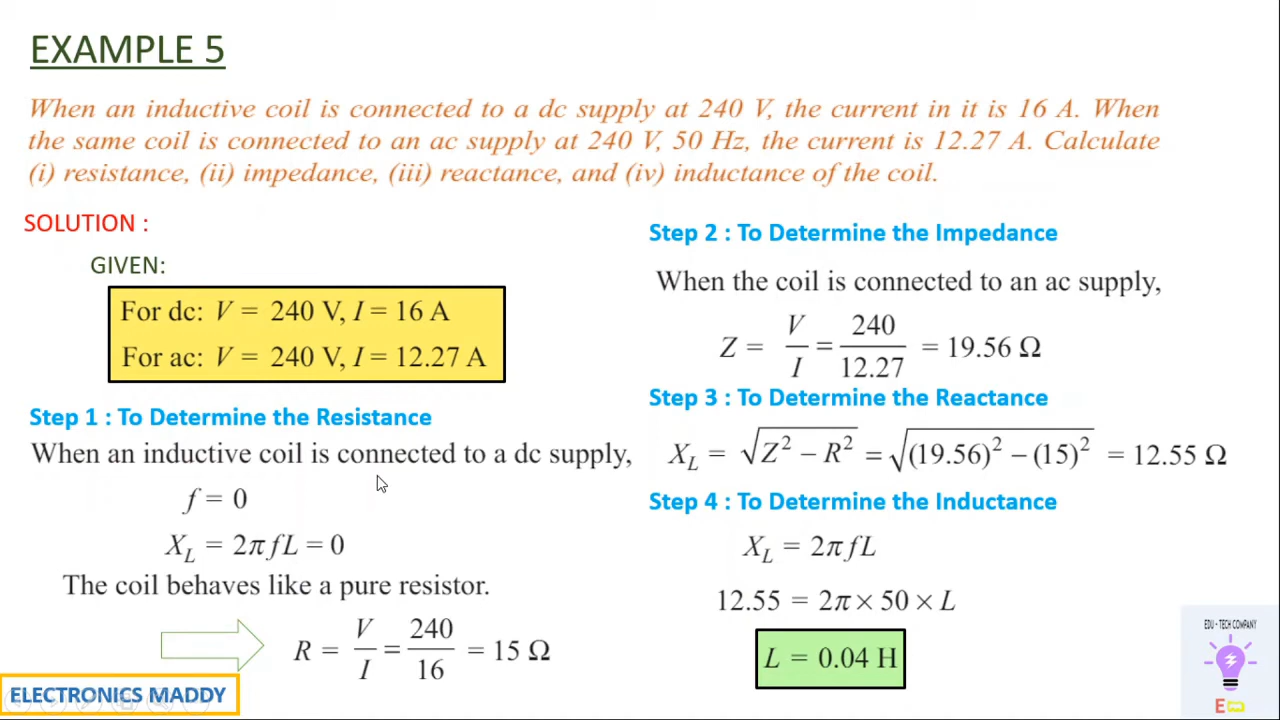 EXAMPLE 5
When an inductive coil is connected to a dc supply at 240 V, the current in it is 16 A. When
the same coil is connected to an ac supply at 240 V, 50 Hz, the current is 12.27 A. Calculate
(i) resistance, (ii) impedance, (iii) reactance, and (iv) inductance of the coil.
SOLUTION :
GIVEN:
For dc: V = 240 V, I = 16 A
For ac: V = 240 V, I = 12.27 A
Step 1 : To Determine the Resistance
When an inductive coil is connected to a dc supply,
f = 0
X_L = 2π fL = 0
The coil behaves like a pure resistor.
R = V/I = 240/16 = 15 Ω
ELECTRONICS MADDY
Step 2 : To Determine the Impedance
When the coil is connected to an ac supply,
Z = V/I = 240/12.27 = 19.56 Ω
Step 3 : To Determine the Reactance
X_L = √(Z² − R²) = √((19.56)² − (15)²) = 12.55 Ω
Step 4 : To Determine the Inductance
X_L = 2π fL
12.55 = 2π × 50 × L
L = 0.04 H
EDU - TECH COMPANY
E